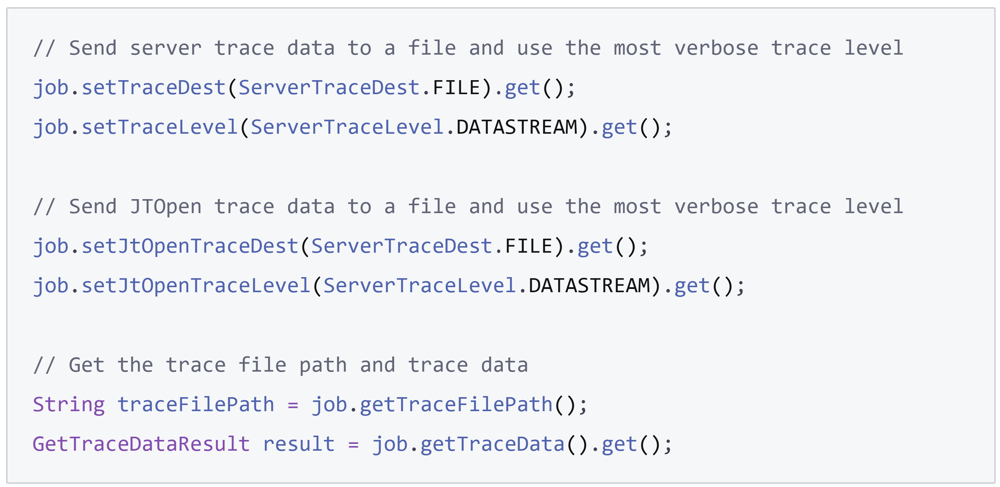 // Send server trace data to a file and use the most verbose trace level
job.setTraceDest(ServerTraceDest.FILE).get();
job.setTraceLevel(ServerTraceLevel.DATASTREAM).get();
// Send JTOpen trace data to a file and use the most verbose trace level
job.setJtOpenTraceDest(ServerTraceDest.FILE).get();
job.setJtOpenTraceLevel(ServerTraceLevel.DATASTREAM).get();
// Get the trace file path and trace data
String traceFilePath = job.getTraceFilePath();
GetTraceDataResult result = job.getTraceData().get();